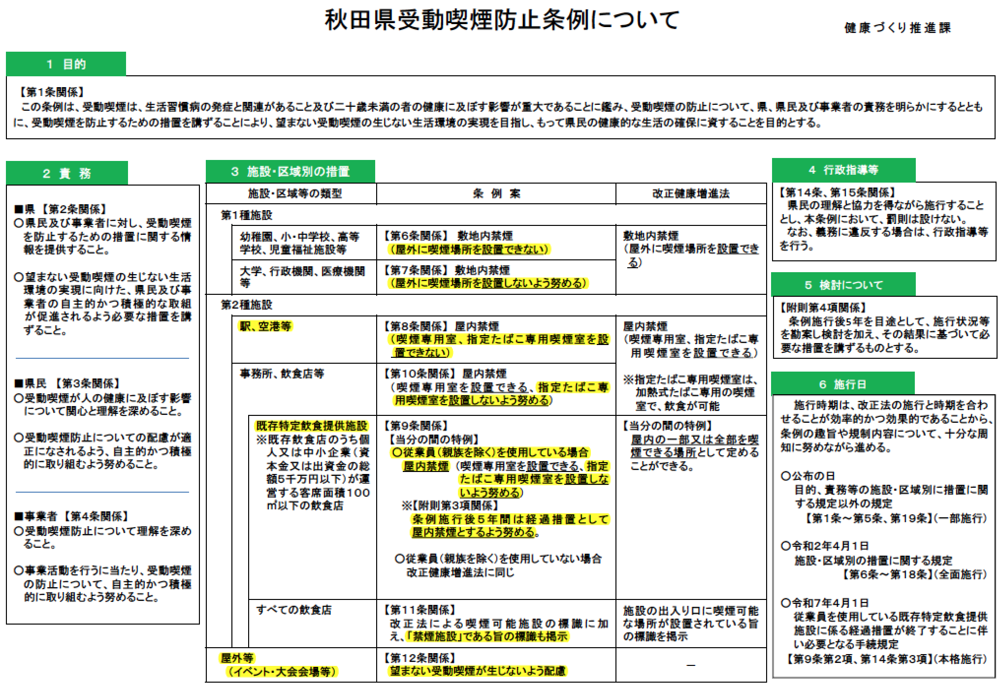 秋田県受動喫煙防止条例について
健康づくり推進課
1　目的
【第1条関係】
この条例は、受動喫煙は、生活習慣病の発症と関連があること及び二十歳未満の者の健康に及ぼす影響が重大であることに鑑み、受動喫煙の防止について、県、県民及び事業者の責務を明らかにするととも
に、受動喫煙を防止するための措置を講ずることにより、望まない受動喫煙の生じない生活環境の実現を目指し、もって県民の健康的な生活の確保に資することを目的とする。
2　責　務
■県　【第2条関係】
○県民及び事業者に対し、受動喫煙
を防止するための措置に関する情
報を提供すること。
○望まない受動喫煙の生じない生活
環境の実現に向けた、県民及び事
業者の自主的かつ積極的な取組
が促進されるよう必要な措置を講
ずること。
■県民　【第3条関係】
○受動喫煙が人の健康に及ぼす影響
について関心と理解を深めること。
○受動喫煙防止についての配慮が適
正になされるよう、自主的かつ積極
的に取り組むよう努めること。
■事業者　【第4条関係】
○受動喫煙防止について理解を深め
ること。
○事業活動を行うに当たり、受動喫煙
の防止について、自主的かつ積極
的に取り組むよう努めること。
3　施設・区域別の措置
施設・区域等の類型
条　例　案
改正健康増進法
第1種施設
幼稚園、小・中学校、高等
学校、児童福祉施設等
【第6条関係】　敷地内禁煙
（屋外に喫煙場所を設置できない）
敷地内禁煙
（屋外に喫煙場所を設置でき
る）
大学、行政機関、医療機関
等
【第7条関係】　敷地内禁煙
（屋外に喫煙場所を設置しないよう努める）
第2種施設
駅、空港等
【第8条関係】　屋内禁煙
（喫煙専用室、指定たばこ専用喫煙室を設
置できない）
屋内禁煙
（喫煙専用室、指定たばこ専
用喫煙室を設置できる）
※指定たばこ専用喫煙室は、
加熱式たばこ専用の喫煙
室で、飲食が可能
事務所、飲食店等
【第10条関係】　屋内禁煙
（喫煙専用室を設置できる、指定たばこ専
用喫煙室を設置しないよう努める）
既存特定飲食提供施設
※既存飲食店のうち個
人又は中小企業（資
本金又は出資金の総
額5千万円以下）が運
営する客席面積100
㎡以下の飲食店
【第9条関係】
【当分の間の特例】
○従業員（親族を除く）を使用している場合
屋内禁煙　（喫煙専用室を設置できる、指定
たばこ専用喫煙室を設置しな
いよう努める）
※【附則第3項関係】
条例施行後5年間は経過措置として
屋内禁煙とするよう努める。
○従業員（親族を除く）を使用していない場合
改正健康増進法に同じ
【当分の間の特例】
屋内の一部又は全部を喫
煙できる場所として定める
ことができる。
すべての飲食店
【第11条関係】
改正法による喫煙可能施設の標識に加
え、「禁煙施設」である旨の標識も掲示
施設の出入り口に喫煙可能
な場所が設置されている旨
の標識を掲示
屋外等
（イベント・大会会場等）
【第12条関係】
望まない受動喫煙が生じないよう配慮
－
4　行政指導等
【第14条、第15条関係】
県民の理解と協力を得ながら施行すること
とし、本条例において、罰則は設けない。
なお、義務に違反する場合は、行政指導等
を行う。
5　検討について
【附則第4項関係】
条例施行後5年を目途として、施行状況等
を勘案し検討を加え、その結果に基づいて必
要な措置を講ずるものとする。
6　施行日
施行時期は、改正法の施行と時期を合わ
せることが効率的かつ効果的であることから、
条例の趣旨や規制内容について、十分な周
知に努めながら進める。
○公布の日
目的、責務等の施設・区域別に措置に関
する規定以外の規定
【第1条～第5条、第19条】（一部施行）
○令和2年4月1日
施設・区域別の措置に関する規定
【第6条～第18条】（全面施行）
○令和7年4月1日
従業員を使用している既存特定飲食提供
施設に係る経過措置が終了することに伴
い必要となる手続規定
【第9条第2項、第14条第3項】（本格施行）